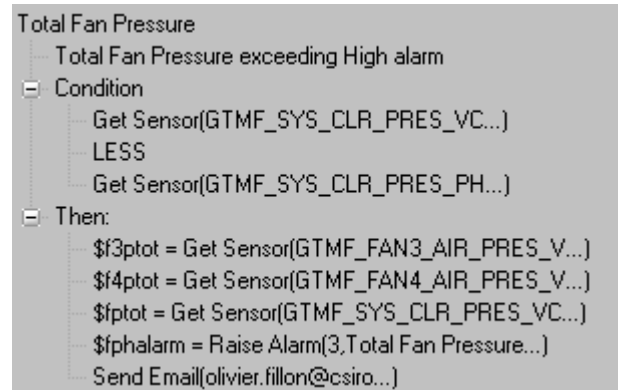 Total Fan Pressure
Total Fan Pressure exceeding High alarm
Condition
Get Sensor(GTMF_SYS_CLR_PRES_VC...)
LESS
Get Sensor(GTMF_SYS_CLR_PRES_PH...)
Then:
$f3ptot = Get Sensor(GTMF_FAN3_AIR_PRES_V...)
$f4ptot = Get Sensor(GTMF_FAN4_AIR_PRES_V...)
$fptot = Get Sensor(GTMF_SYS_CLR_PRES_VC...)
$fphalarm = Raise Alarm(3,Total Fan Pressure...)
Send Email(olivier.fillon@csiro...)